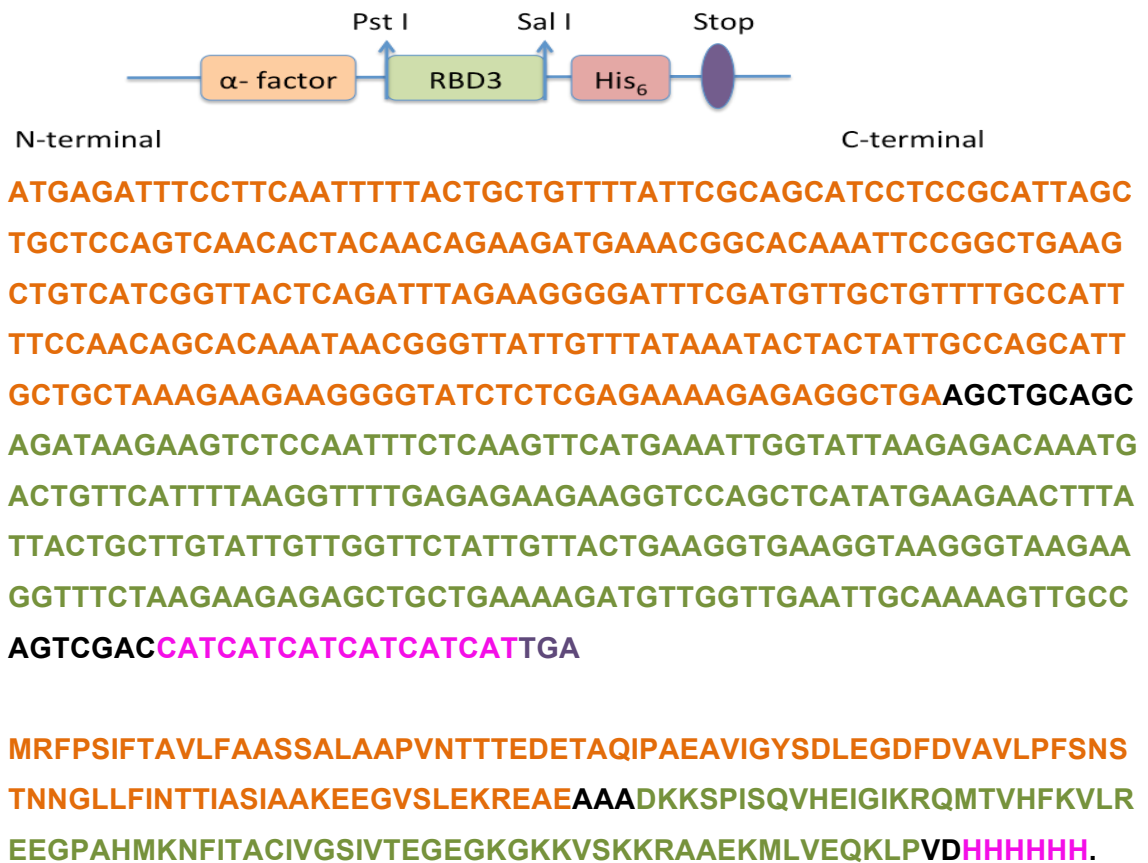 Pst I Sal I Stop
α- factor RBD3 His6
N-terminal C-terminal
ATGAGATTTCCTTCAATTTTTACTGCTGTTTTATTCGCAGCATCCTCCGCATTAGC
TGCTCCAGTCAACACTACAACAGAAGATGAAACGGCACAAATTCCGGCTGAAG
CTGTCATCGGTTACTCAGATTTAGAAGGGGATTTCGATGTTGCTGTTTTGCCATT
TTCCAACAGCACAAATAACGGGTTATTGTTTATAAATACTACTATTGCCAGCATT
GCTGCTAAAGAAGAAGGGGTATCTCTCGAGAAAAGAGAGGCTGAAGCTGCAGC
AGATAAGAAGTCTCCAATTTCTCAAGTTCATGAAATTGGTATTAAGAGACAAATG
ACTGTTCATTTTAAGGTTTTGAGAGAAGAAGGTCCAGCTCATATGAAGAACTTTA
TTACTGCTTGTATTGTTGGTTCTATTGTTACTGAAGGTGAAGGTAAGGGTAAGAA
GGTTTCTAAGAAGAGAGCTGCTGAAAAGATGTTGGTTGAATTGCAAAAGTTGCC
AGTCGACCATCATCATCATCATCATTGA
MRFPSIFTAVLFAASSALAAPVNTTTEDETAQIPAEAVIGYSDLEGDFDVAVLPFSNS
TNNGLLFINTTIASIAAKEEGVSLEKREAEAAADKKSPISQVHEIGIKRQMTVHFKVLR
EEGPAHMKNFITACIVGSIVTEGEGKGKKVSKKRAAEKMLVEQKLPVDHHHHHH.